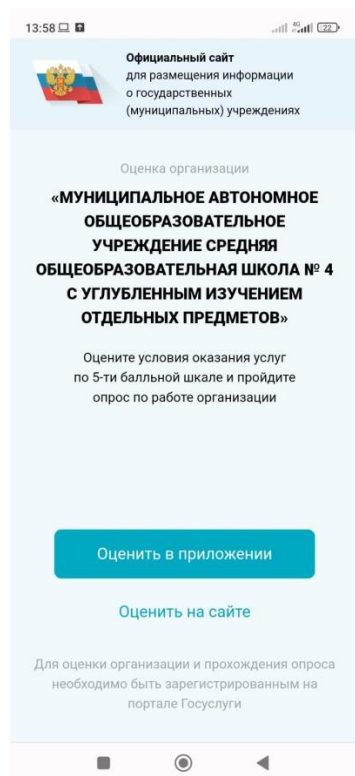 13:58
4G
22
Официальный сайт
для размещения информации
о государственных
(муниципальных) учреждениях
Оценка организации
«МУНИЦИПАЛЬНОЕ АВТОНОМНОЕ
ОБЩЕОБРАЗОВАТЕЛЬНОЕ
УЧРЕЖДЕНИЕ СРЕДНЯЯ
ОБЩЕОБРАЗОВАТЕЛЬНАЯ ШКОЛА № 4
С УГЛУБЛЕННЫМ ИЗУЧЕНИЕМ
ОТДЕЛЬНЫХ ПРЕДМЕТОВ»
Оцените условия оказания услуг
по 5-ти балльной шкале и пройдите
опрос по работе организации
Оценить в приложении
Оценить на сайте
Для оценки организации и прохождения опроса
необходимо быть зарегистрированным на
портале Госуслуги